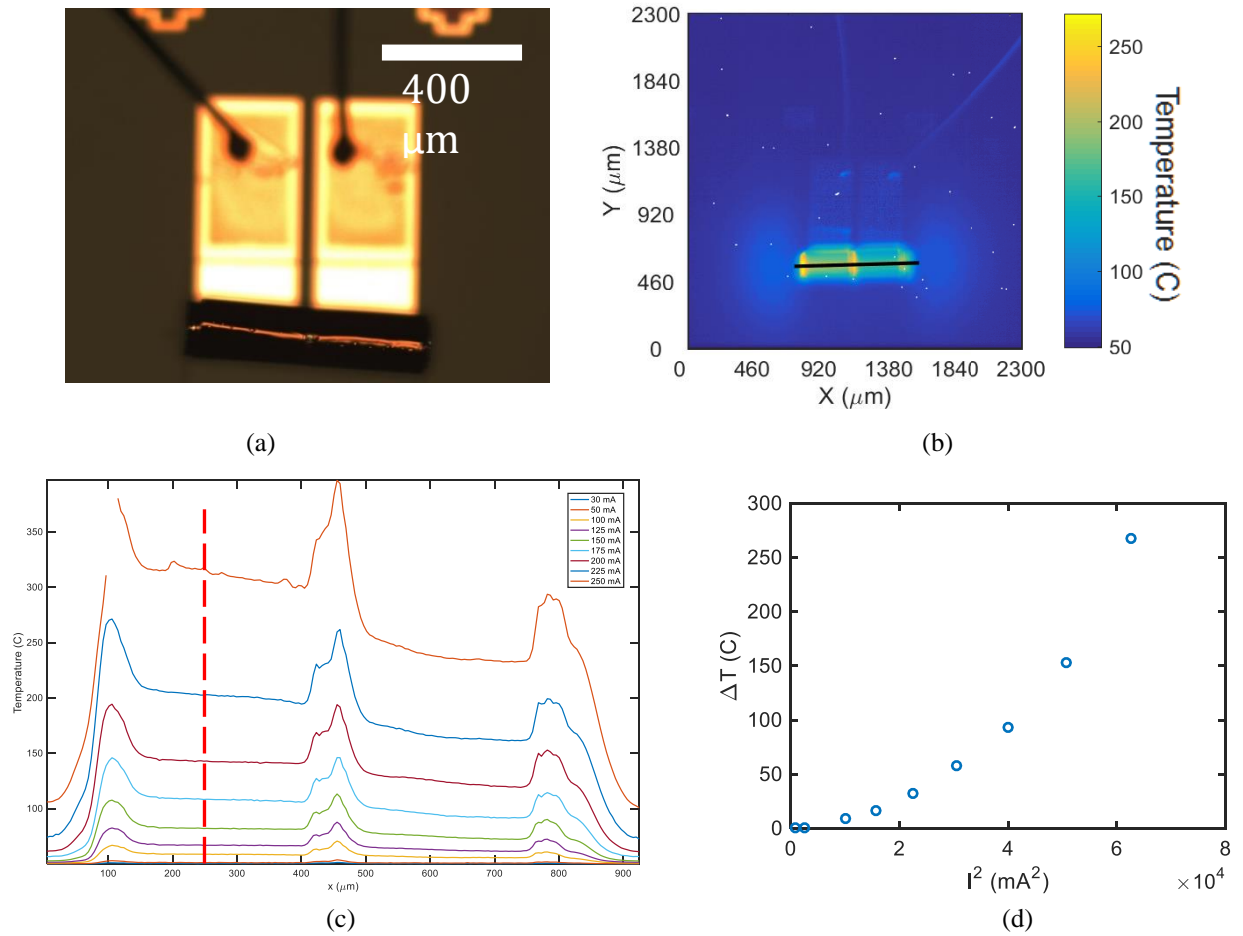 400
μm
(a)
2300
1840
1380
920
460
0
Y (μm)
0 460 920 1380 1840 2300
X (μm)
250
200
150
100
50
Temperature (C)
(b)
350
300
250
200
150
100
Temperature (C)
100 200 300 400 500 600 700 800 900
x (μm)
30 mA
50 mA
100 mA
125 mA
150 mA
175 mA
200 mA
225 mA
250 mA
(c)
300
250
200
150
100
50
0
ΔT (C)
0 2 4 6 8
I² (mA²)
×10⁴
(d)